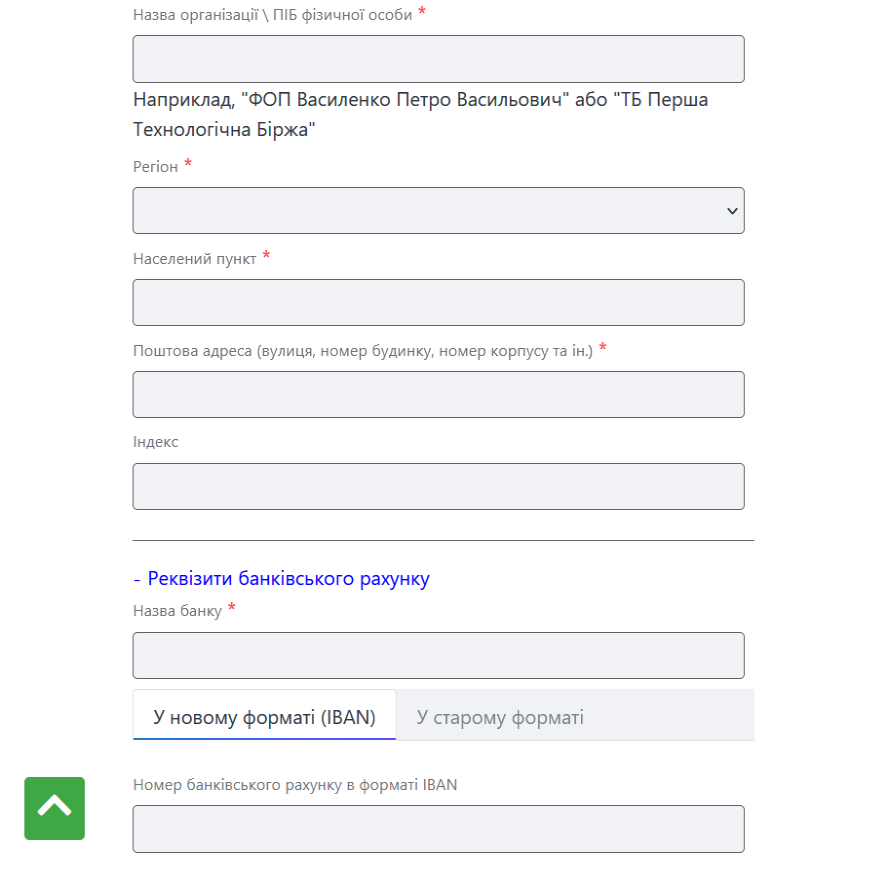 Назва організації \ ПІБ фізичної особи *
Наприклад, "ФОП Василенко Петро Васильович" або "ТБ Перша
Технологічна Біржа"
Регіон *
Населений пункт *
Поштова адреса (вулиця, номер будинку, номер корпусу та ін.) *
Індекс
- Реквізити банківського рахунку
Назва банку *
У новому форматі (IBAN) У старому форматі
Номер банківського рахунку в форматі IBAN